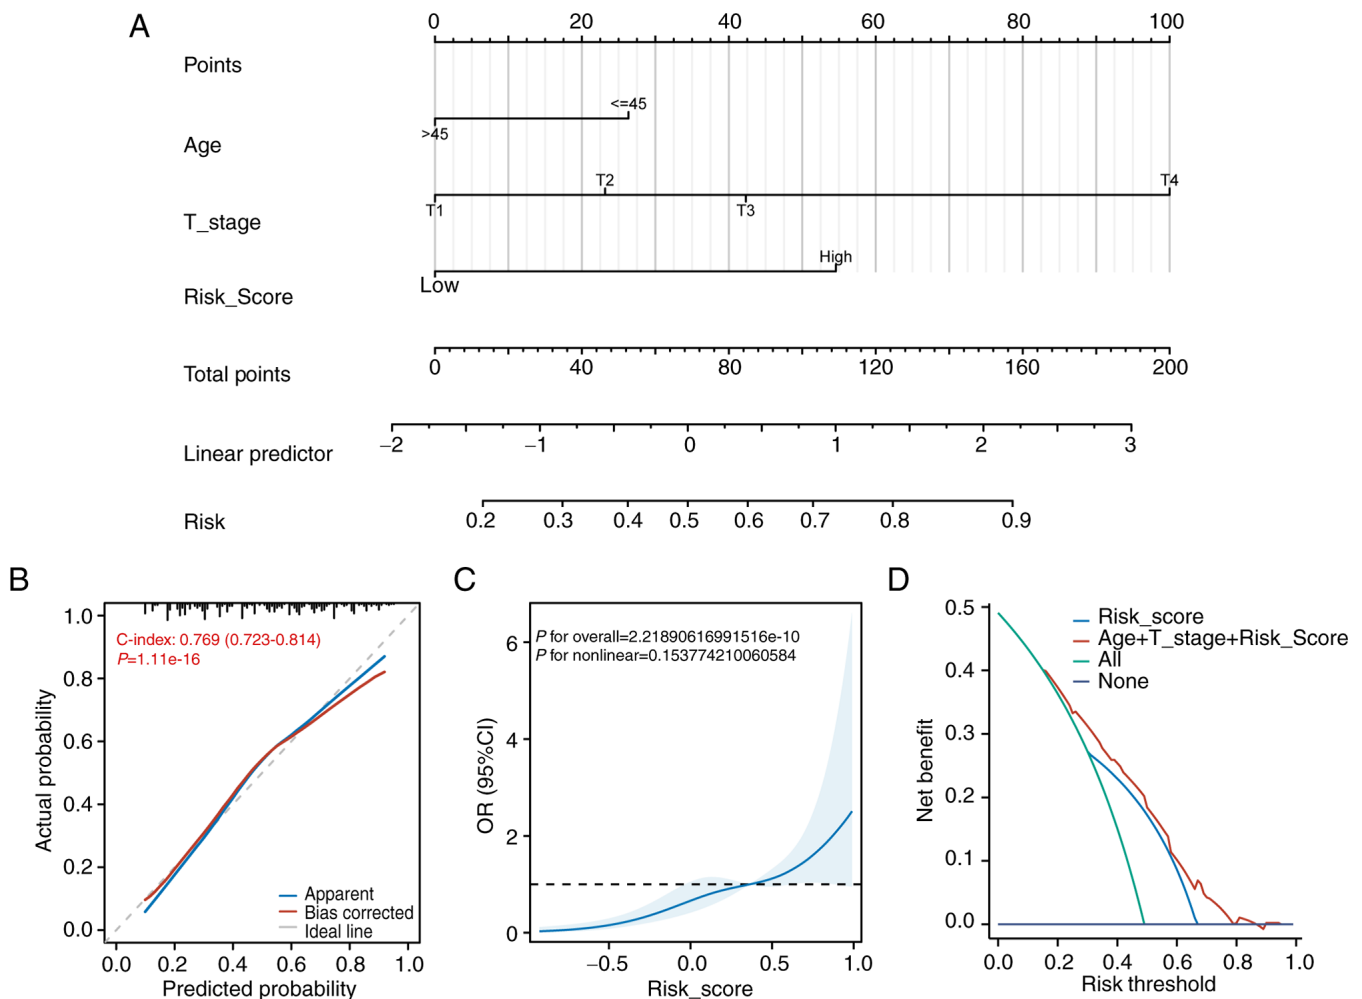 A
0 20 40 60 80 100
Points
<=45
>45
Age
T2 T4
T1 T3
T_stage
High
Low
Risk_Score
0 40 80 120 160 200
Total points
−2 −1 0 1 2 3
Linear predictor
0.2 0.3 0.4 0.5 0.6 0.7 0.8 0.9
Risk
B
C-index: 0.769 (0.723-0.814)
P=1.11e-16
1.0
0.8
0.6
0.4
0.2
0.0
Actual probability
Apparent
Bias corrected
Ideal line
0.0 0.2 0.4 0.6 0.8 1.0
Predicted probability
C
P for overall=2.21890616991516e-10
P for nonlinear=0.153774210060584
6
4
2
0
OR (95%CI)
−0.5 0.0 0.5 1.0
Risk_score
D
Risk_score
Age+T_stage+Risk_Score
All
None
0.5
0.4
0.3
0.2
0.1
0.0
Net benefit
0.0 0.2 0.4 0.6 0.8 1.0
Risk threshold